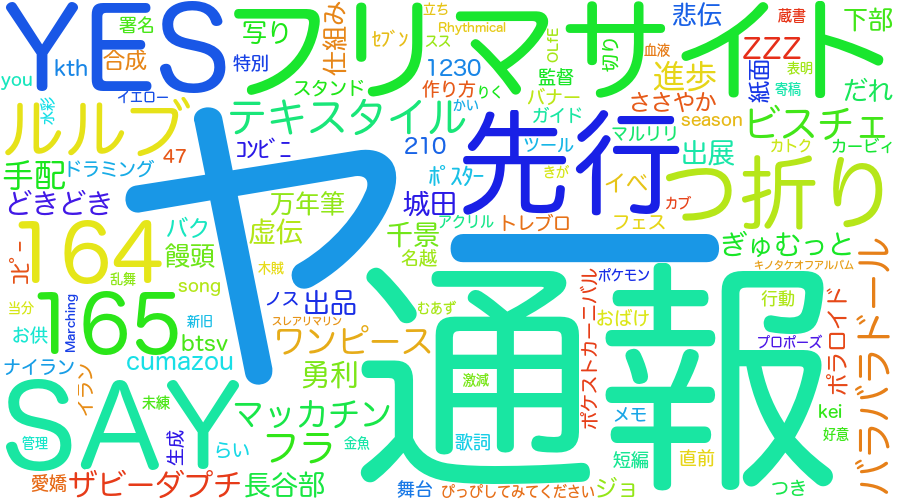 YES
フリマサイト
SAY
ヤー
通報
先行
つ折り
ルルブ
164
165
テキスタイル
ビスチェ
ZZZ
悲伝
蔵書
下部
だれ
署名
写り
仕組み
立ち
Rhythmical
ｾﾌﾞﾝ
スス
OLfE
切り
血液
進歩
紙面
表明
寄稿
kth
合成
特別
you
水彩
イエロー
スタンド
1230
作り方
りく
監督
バナー
ささやか
season
ガイド
かい
ツール
マルリリ
カトク
カービィ
出展
47
ｺﾝﾋﾞﾆ
210
ﾎﾟｽﾀｰ
きが
イベ
カブ
手配
ドラミング
どきどき
万年筆
城田
アクリル
トレブロ
フェス
ぎゅむっと
バク
虚伝
千景
名越
饅頭
ｺﾋﾟｰ
乱舞
song
木賊
ノス
出品
むあず
ポケモン
キノタケオフアルバム
おばけ
行動
ポラロイド
バラバラドール
当分
お供
Marching
新旧
スレアリマリン
btsv
ワンピース
ポケストカーニバル
プロポーズ
ナイラン
cumazou
イラン
勇利
激減
未練
マッカチン
メモ
kei
好意
管理
生成
らい
フラ
金魚
歌詞
短編
直前
愛嬌
ザビーダプチ
長谷部
舞台
ぴっぴしてみてください
ジョ
つき